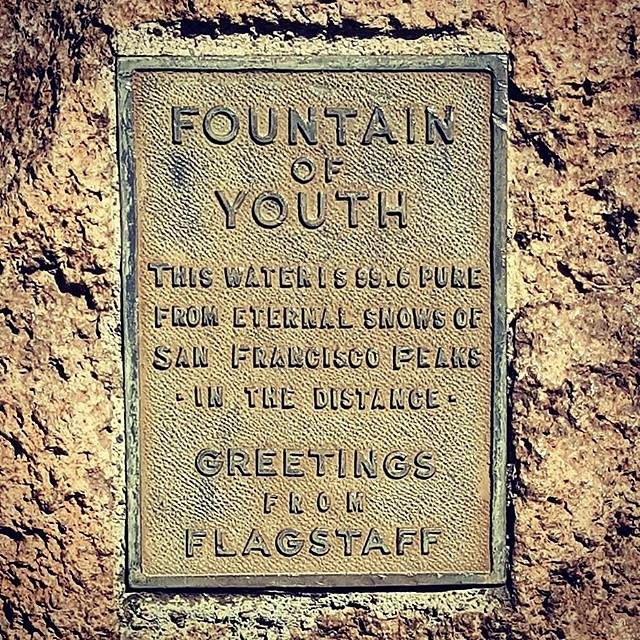 FOUNTAIN
OF
YOUTH
THIS WATER IS 99.6 PURE
FROM ETERNAL SNOWS OF
SAN FRANCISCO PEAKS
- IN THE DISTANCE -
GREETINGS
FROM
FLAGSTAFF